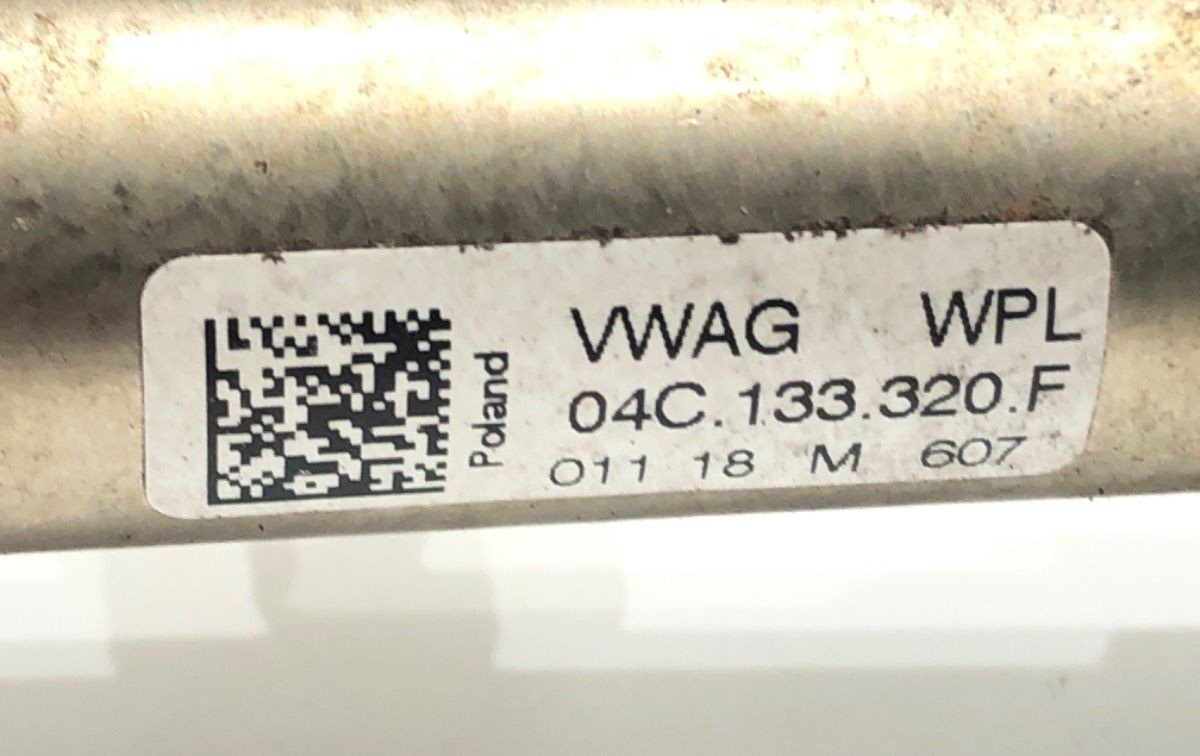 VWAG WPL
04C.133.320.F
011 18 M 607
Poland